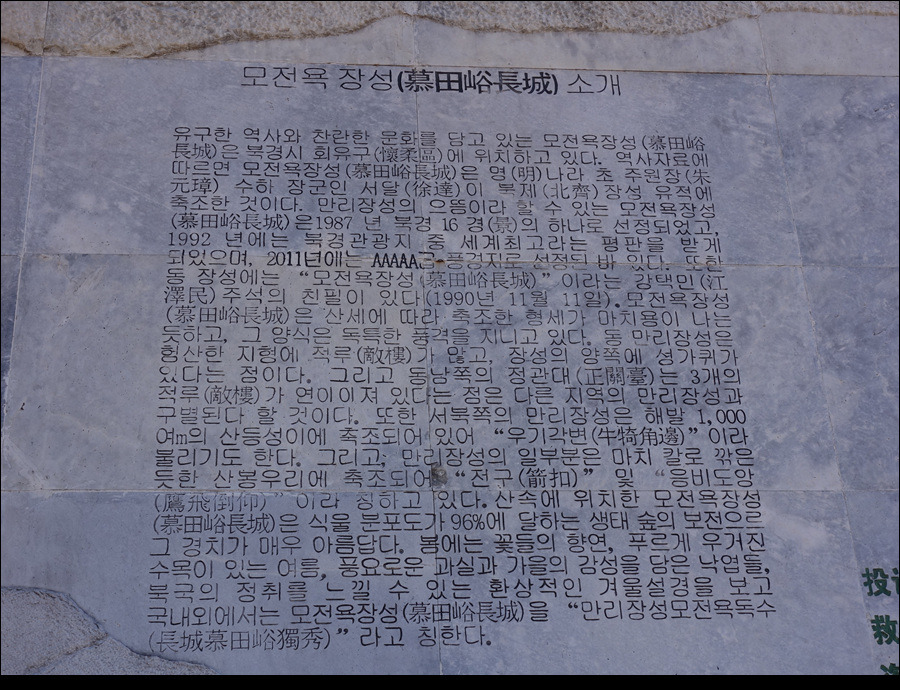 모전욕 장성(慕田峪長城) 소개
유구한 역사와 찬란한 문화를 담고 있는 모전욕장성(慕田峪
長城)은 북경시 회유구(懷柔區)에 위치하고 있다. 역사자료에
따르면 모전욕장성(慕田峪長城)은 명(明)나라 초 주원장(朱
元璋) 수하 장군인 서달(徐達)이 북제(北齊)장성 유적에
축조한 것이다. 만리장성의 으뜸이라 할 수 있는 모전욕장성
(慕田峪長城)은1987 년 북경 16 경(景)의 하나로 선정되었고,
1992 년에는 북경관광지 중 세계최고라는 평판을 받게
되었으며, 2011년에는 AAAAA급 풍경지로 선정된 바 있다. 또한
동 장성에는 “모전욕장성(慕田峪長城)” 이라는 강택민(江
澤民)주석의 친필이 있다(1990년 11월 11일).모전욕장성
(慕田峪長城)은 산세에 따라 축조한 형세가 마치용이 나는
듯하고, 그 양식은 독특한 풍격을 지니고 있다. 동 만리장성은
험산한 지형에 적루(敵樓)가 많고, 장성의 양쪽에 성가퀴가
있다는 점이다. 그리고 동남쪽의 정관대(正關臺)는 3개의
적루(敵樓)가 연이이져 있다는 점은 다른 지역의 만리장성과
구별된다 할 것이다. 또한 서북쪽의 만리장성은 해발 1,000
여m의 산등성이에 축조되어 있어 “우기각변(牛犄角邊)”이라
불리기도 한다. 그리고; 만리장성의 일부분은 마치 칼로 깎은
듯한 산봉우리에 축조되어 “전구(箭扣)” 및 “응비도앙
(鷹飛倒仰)” 이라 칭하고 있다.산속에 위치한 모전욕장성
(慕田峪長城)은 식물 분포도가 96%에 달하는 생태 숲의 보전으로
그 경치가 매우 아름답다. 봄에는 꽃들의 향연, 푸르게 우거진
수목이 있는 여름, 풍요로운 과실과 가을의 감성을 담은 낙엽들,
북국의 정취를 느낄 수 있는 환상적인 겨울설경을 보고
국내외에서는 모전욕장성(慕田峪長城)을 “만리장성모전욕독수
(長城慕田峪獨秀)” 라고 칭한다.
投
救